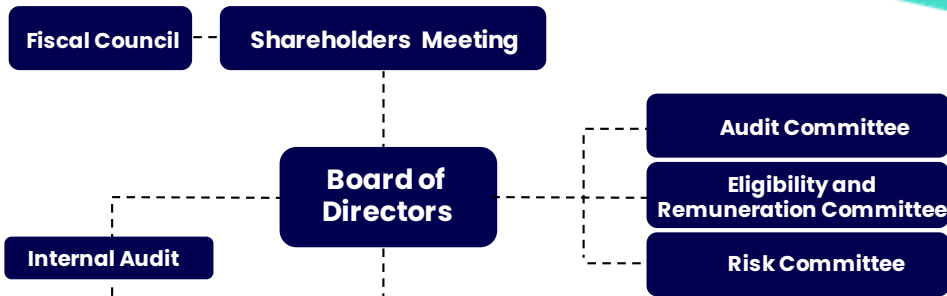 Fiscal Council
Shareholders Meeting
Audit Committee
Board of
Directors
Eligibility and
Remuneration Committee
Internal Audit
Risk Committee